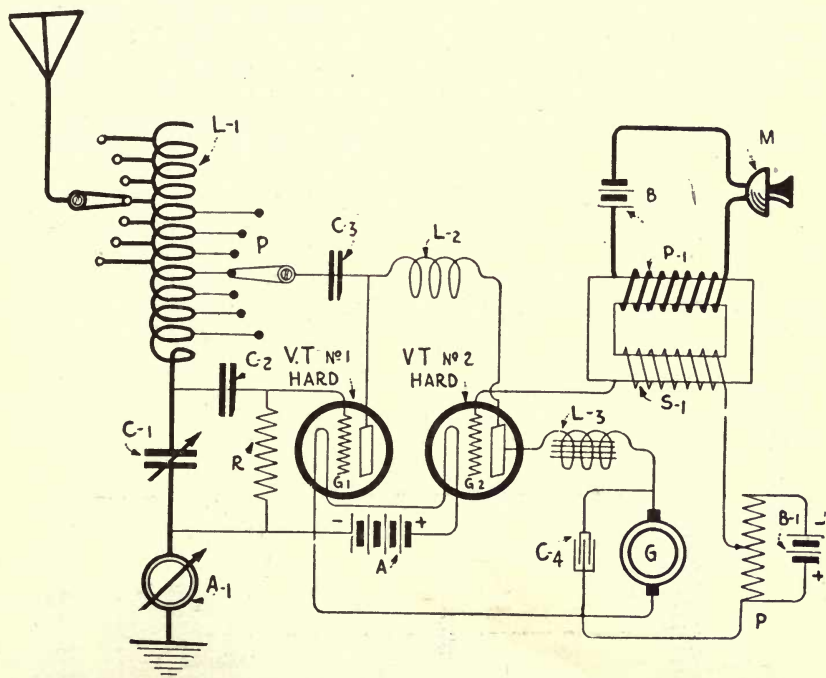 L-1
M
B
P
C-3
L-2
P-1
V.T Nº1
HARD
VT Nº2
HARD
C-2
S-1
C-1
R
G1
G2
L-3
- +
A
C-4
G
B-1
-
+
P
A-1